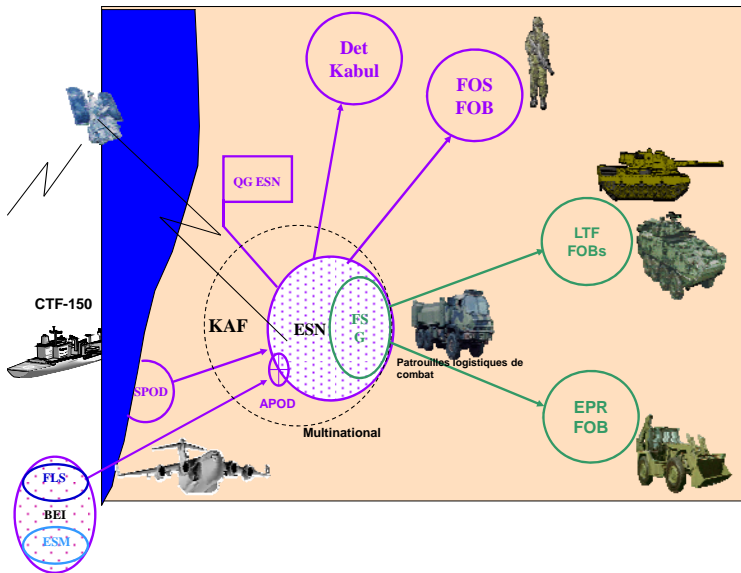 Det
Kabul
FOS
FOB
QG ESN
LTF
FOBs
CTF-150
KAF
ESN
FS
G
Patrouilles logistiques de
combat
SPOD
APOD
Multinational
EPR
FOB
FLS
BEI
ESM